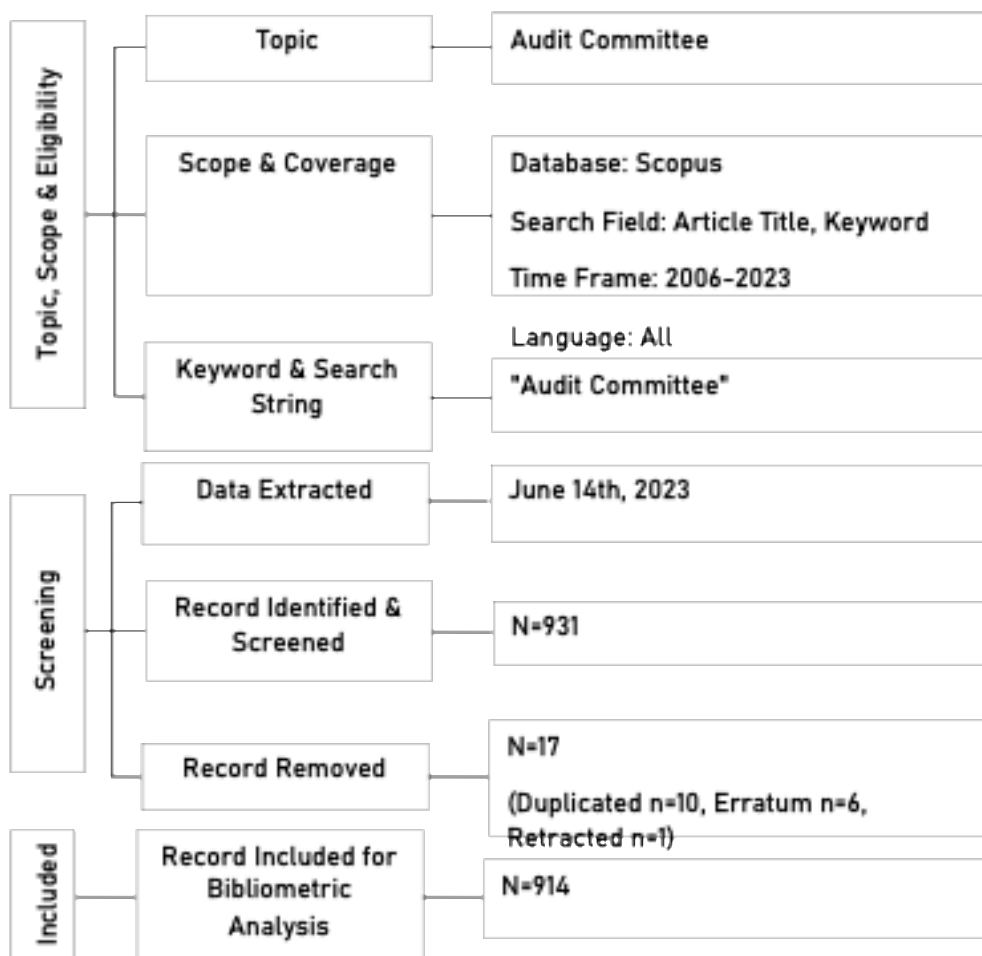 Topic, Scope & Eligibility
Topic
Audit Committee
Scope & Coverage
Database: Scopus
Search Field: Article Title, Keyword
Time Frame: 2006-2023
Language: All
Keyword & Search
String
"Audit Committee"
Screening
Data Extracted
June 14th, 2023
Record Identified &
Screened
N=931
Record Removed
N=17
(Duplicated n=10, Erratum n=6,
Retracted n=1)
Included
Record Included for
Bibliometric
Analysis
N=914